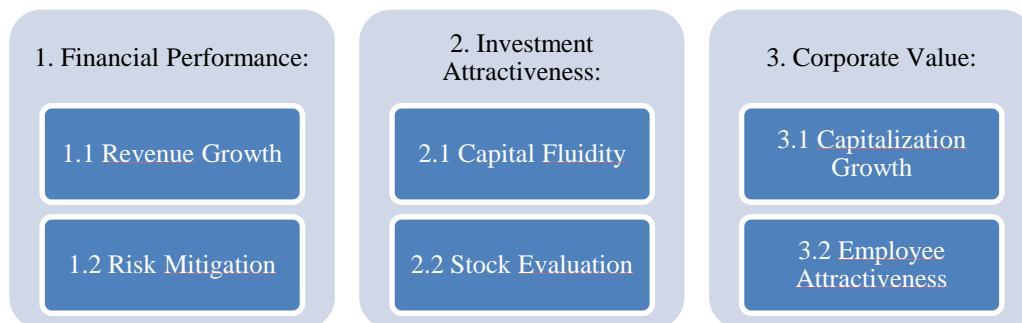 1. Financial Performance:
1.1 Revenue Growth
1.2 Risk Mitigation
2. Investment
Attractiveness:
2.1 Capital Fluidity
2.2 Stock Evaluation
3. Corporate Value:
3.1 Capitalization
Growth
3.2 Employee
Attractiveness